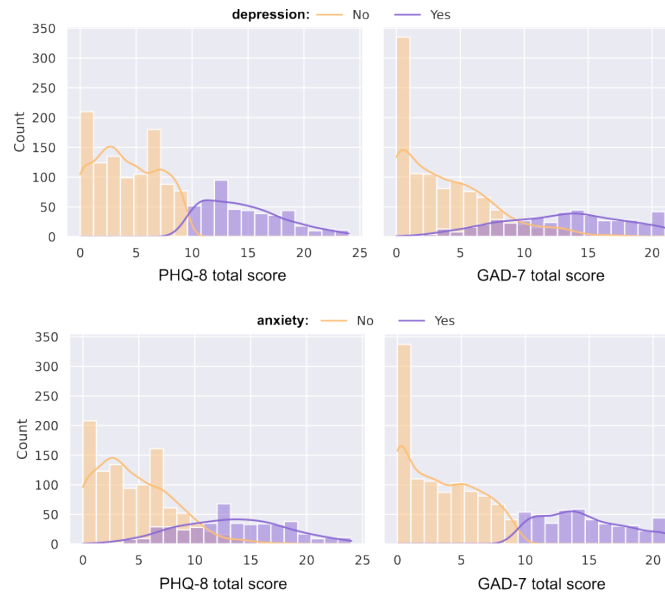 depression: No Yes
350
300
250
200
150
100
50
0
Count
0 5 10 15 20 25
0 5 10 15 20
PHQ-8 total score
GAD-7 total score
anxiety: No Yes
350
300
250
200
150
100
50
0
Count
0 5 10 15 20 25
0 5 10 15 20
PHQ-8 total score
GAD-7 total score